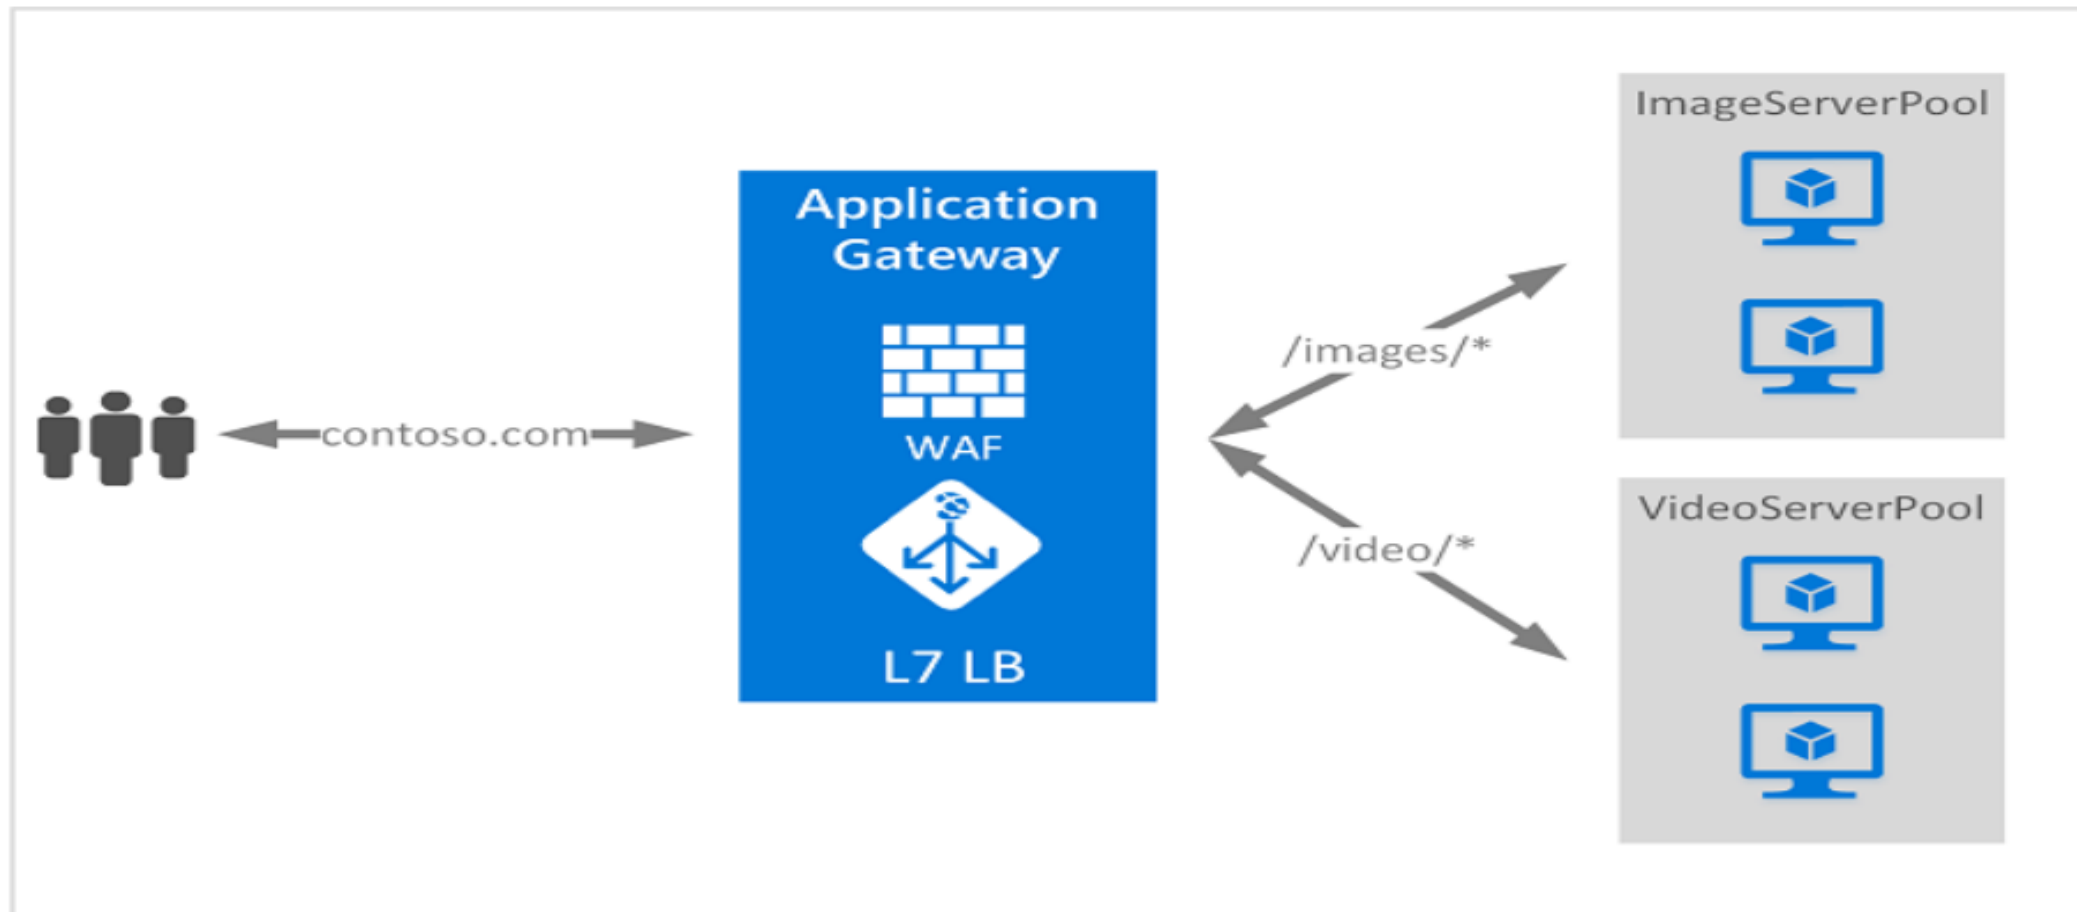 ImageServerPool
Application
Gateway
/images/*
contoso.com
WAF
VideoServerPool
/video/*
L7 LB